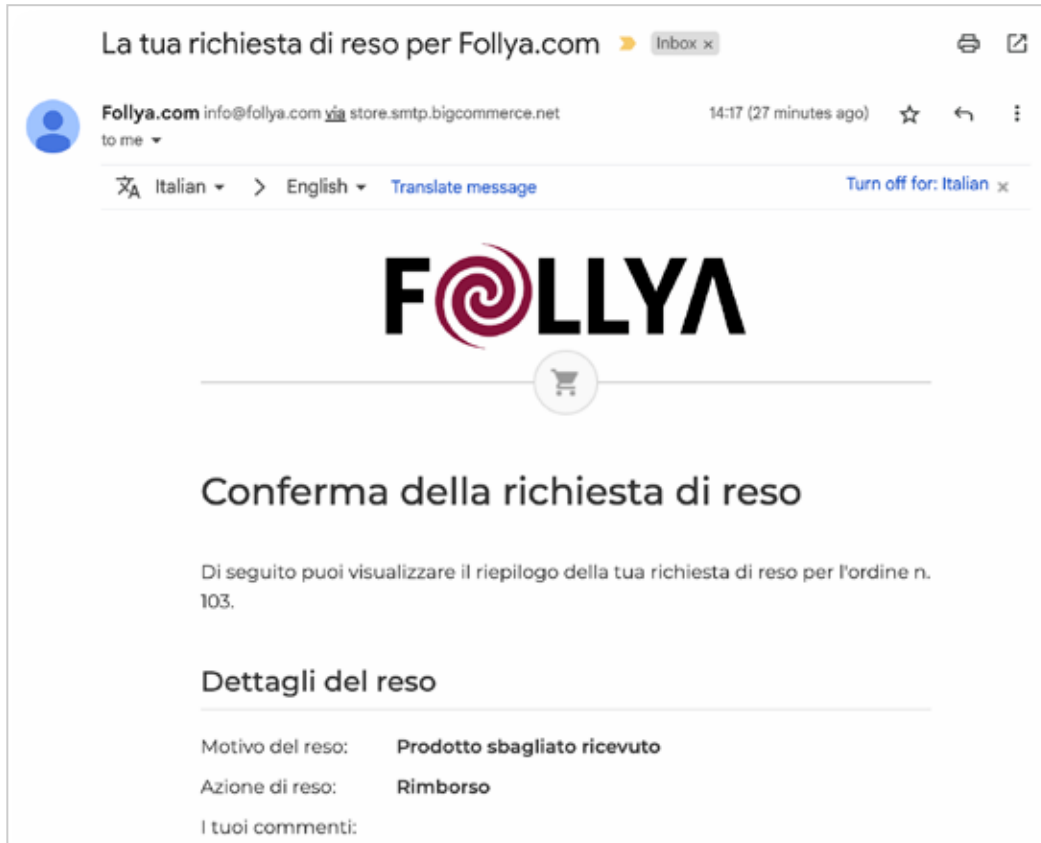 La tua richiesta di reso per Follya.com Inbox ×
Follya.com info@follya.com via store.smtp.bigcommerce.net 14:17 (27 minutes ago)
to me
Italian > English Translate message Turn off for: Italian ×
FOLLYA
Conferma della richiesta di reso
Di seguito puoi visualizzare il riepilogo della tua richiesta di reso per l'ordine n.
103.
Dettagli del reso
Motivo del reso: Prodotto sbagliato ricevuto
Azione di reso: Rimborso
I tuoi commenti: